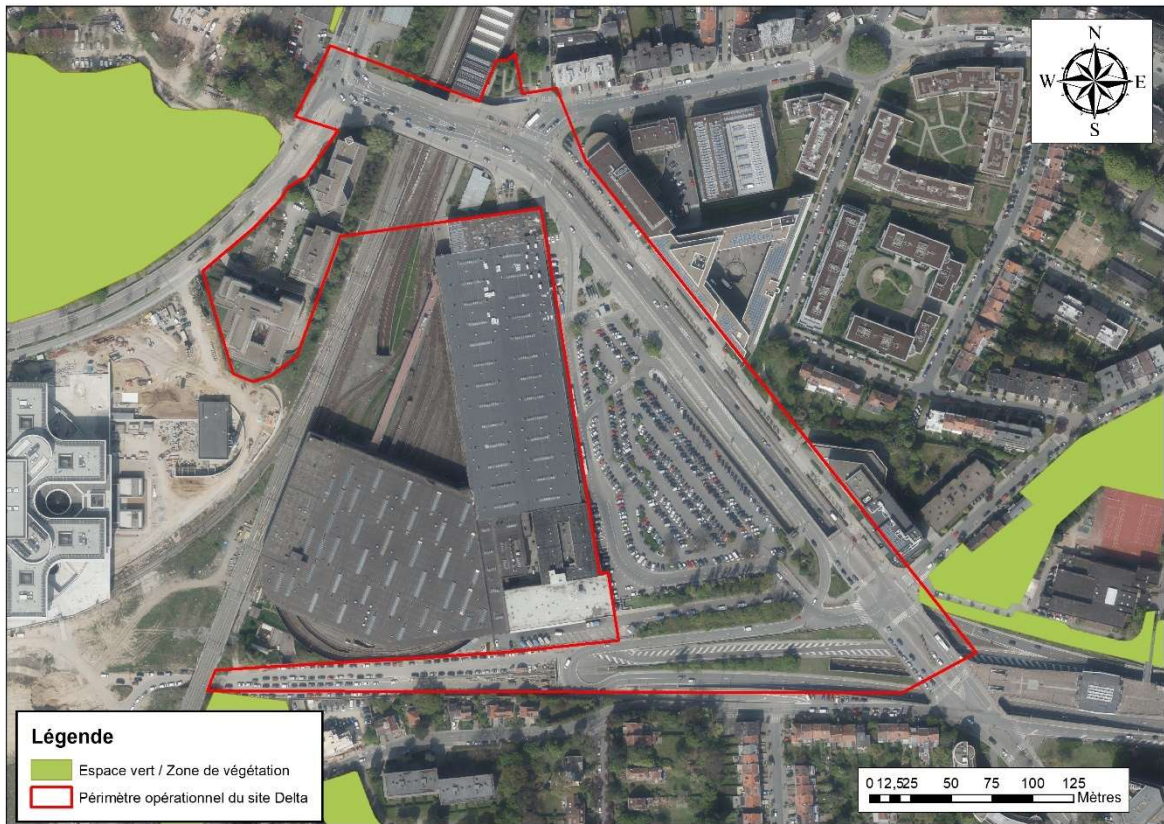 N
W E
S
Légende
Espace vert / Zone de végétation
Périmètre opérationnel du site Delta
0 12,525 50 75 100 125
Mètres